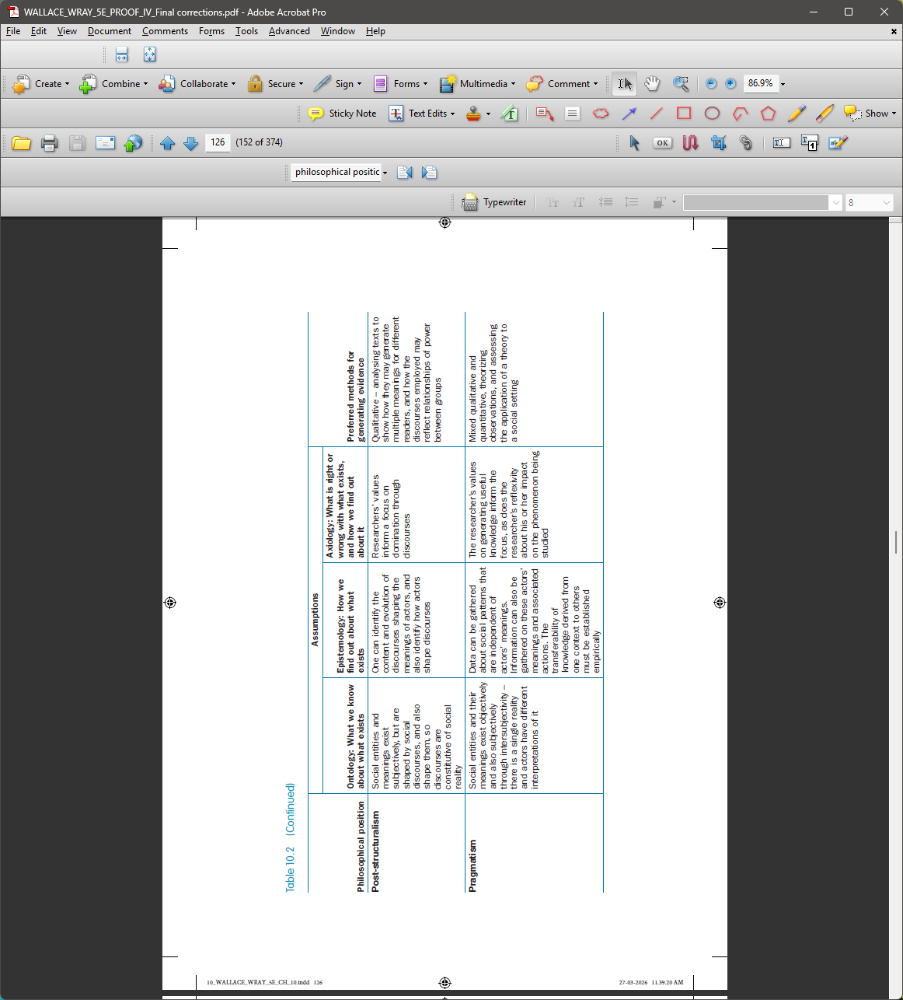 WALLACE_WRAY_5E_PROOF_IV_Final corrections.pdf - Adobe Acrobat Pro
File Edit View Document Comments Forms Tools Advanced Window Help
Create Combine Collaborate Secure Sign Forms Multimedia Comment 86.9%
Sticky Note Text Edits Show
126 (152 of 374) OK
philosophical positic
Typewriter 8
Table 10.2 (Continued)
Assumptions
Philosophical position
Ontology: What we know
about what exists
Epistemology: How we
find out about what
exists
Axiology: What is right or
wrong with what exists,
and how we find out
about it
Preferred methods for
generating evidence
Post-structuralism
Social entities and
meanings exist
subjectively, but are
shaped by social
discourses, and also
shape them, so
discourses are
constitutive of social
reality
One can identify the
content and evolution of
discourses shaping the
meanings of actors, and
also identify how actors
shape discourses
Researchers' values
inform a focus on
domination through
discourses
Qualitative – analysing texts to
show how they may generate
multiple meanings for different
readers, and how the
discourses employed may
reflect relationships of power
between groups
Pragmatism
Social entities and their
meanings exist objectively
and also subjectively
through intersubjectivity –
there is a single reality
and actors have different
interpretations of it
Data can be gathered
about social patterns that
are independent of
actors' meanings.
Information can also be
gathered on these actors'
meanings and associated
actions. The
transferability of
knowledge derived from
one context to others
must be established
empirically
The researcher's values
on generating useful
knowledge inform the
focus, as does the
researcher's reflexivity
about his or her impact
on the phenomenon being
studied
Mixed qualitative and
quantitative, theorizing
observations, and assessing
the application of a theory to
a social setting
10_WALLACE_WRAY_5E_CH_10.indd 126
27-03-2026 11.39.20 AM